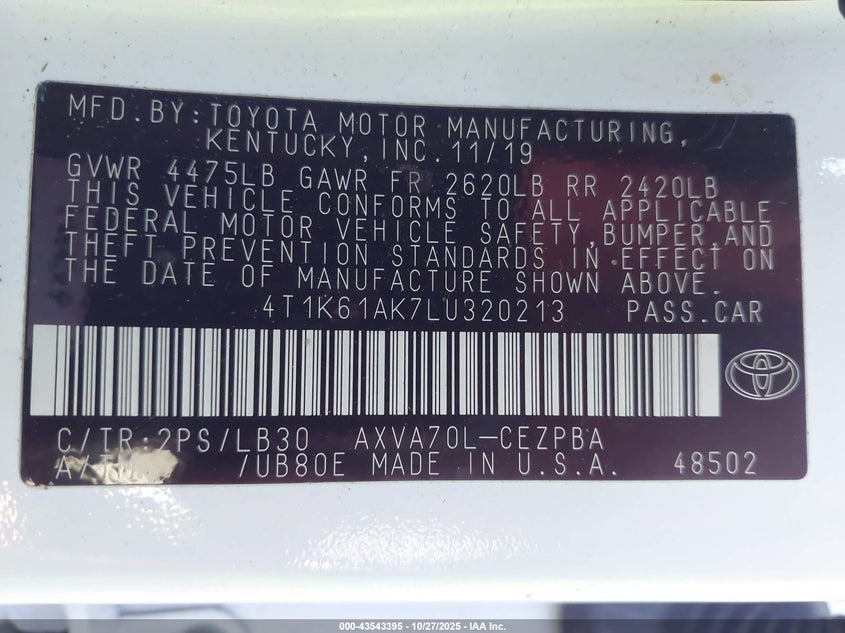 MFD.BY:TOYOTA MOTOR MANUFACTURING,
KENTUCKY,INC.11/19
GVWR 4475LB GAWR FR 2620LB RR 2420LB
THIS VEHICLE CONFORMS TO ALL APPLICABLE
FEDERAL MOTOR VEHICLE SAFETY,BUMPER,AND
THEFT PREVENTION STANDARDS IN EFFECT ON
THE DATE OF MANUFACTURE SHOWN ABOVE.
4T1K61AK7LU320213 PASS.CAR
C/TR:2PS/LB30 AXVA70L-CEZPBA
/UB80E MADE IN U.S.A. 48502
000-43543395 - 10/27/2025 - IAA Inc.